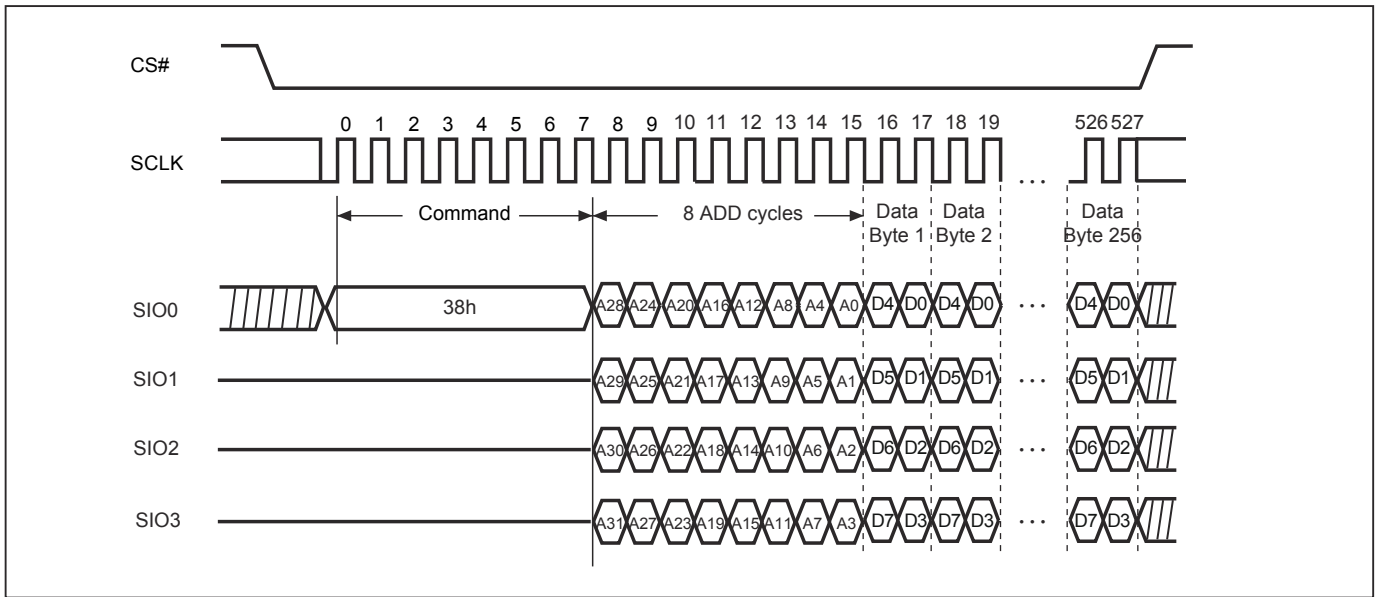 CS#
0 1 2 3 4 5 6 7 8 9 10 11 12 13 14 15 16 17 18 19 526 527
SCLK
...
Command 8 ADD cycles Data Data Data
Byte 1 Byte 2 Byte 256
SIO0 38h A28 A24 A20 A16 A12 A8 A4 A0 D4 D0 D4 D0 ... D4 D0
SIO1 A29 A25 A21 A17 A13 A9 A5 A1 D5 D1 D5 D1 ... D5 D1
SIO2 A30 A26 A22 A18 A14 A10 A6 A2 D6 D2 D6 D2 ... D6 D2
SIO3 A31 A27 A23 A19 A15 A11 A7 A3 D7 D3 D7 D3 ... D7 D3